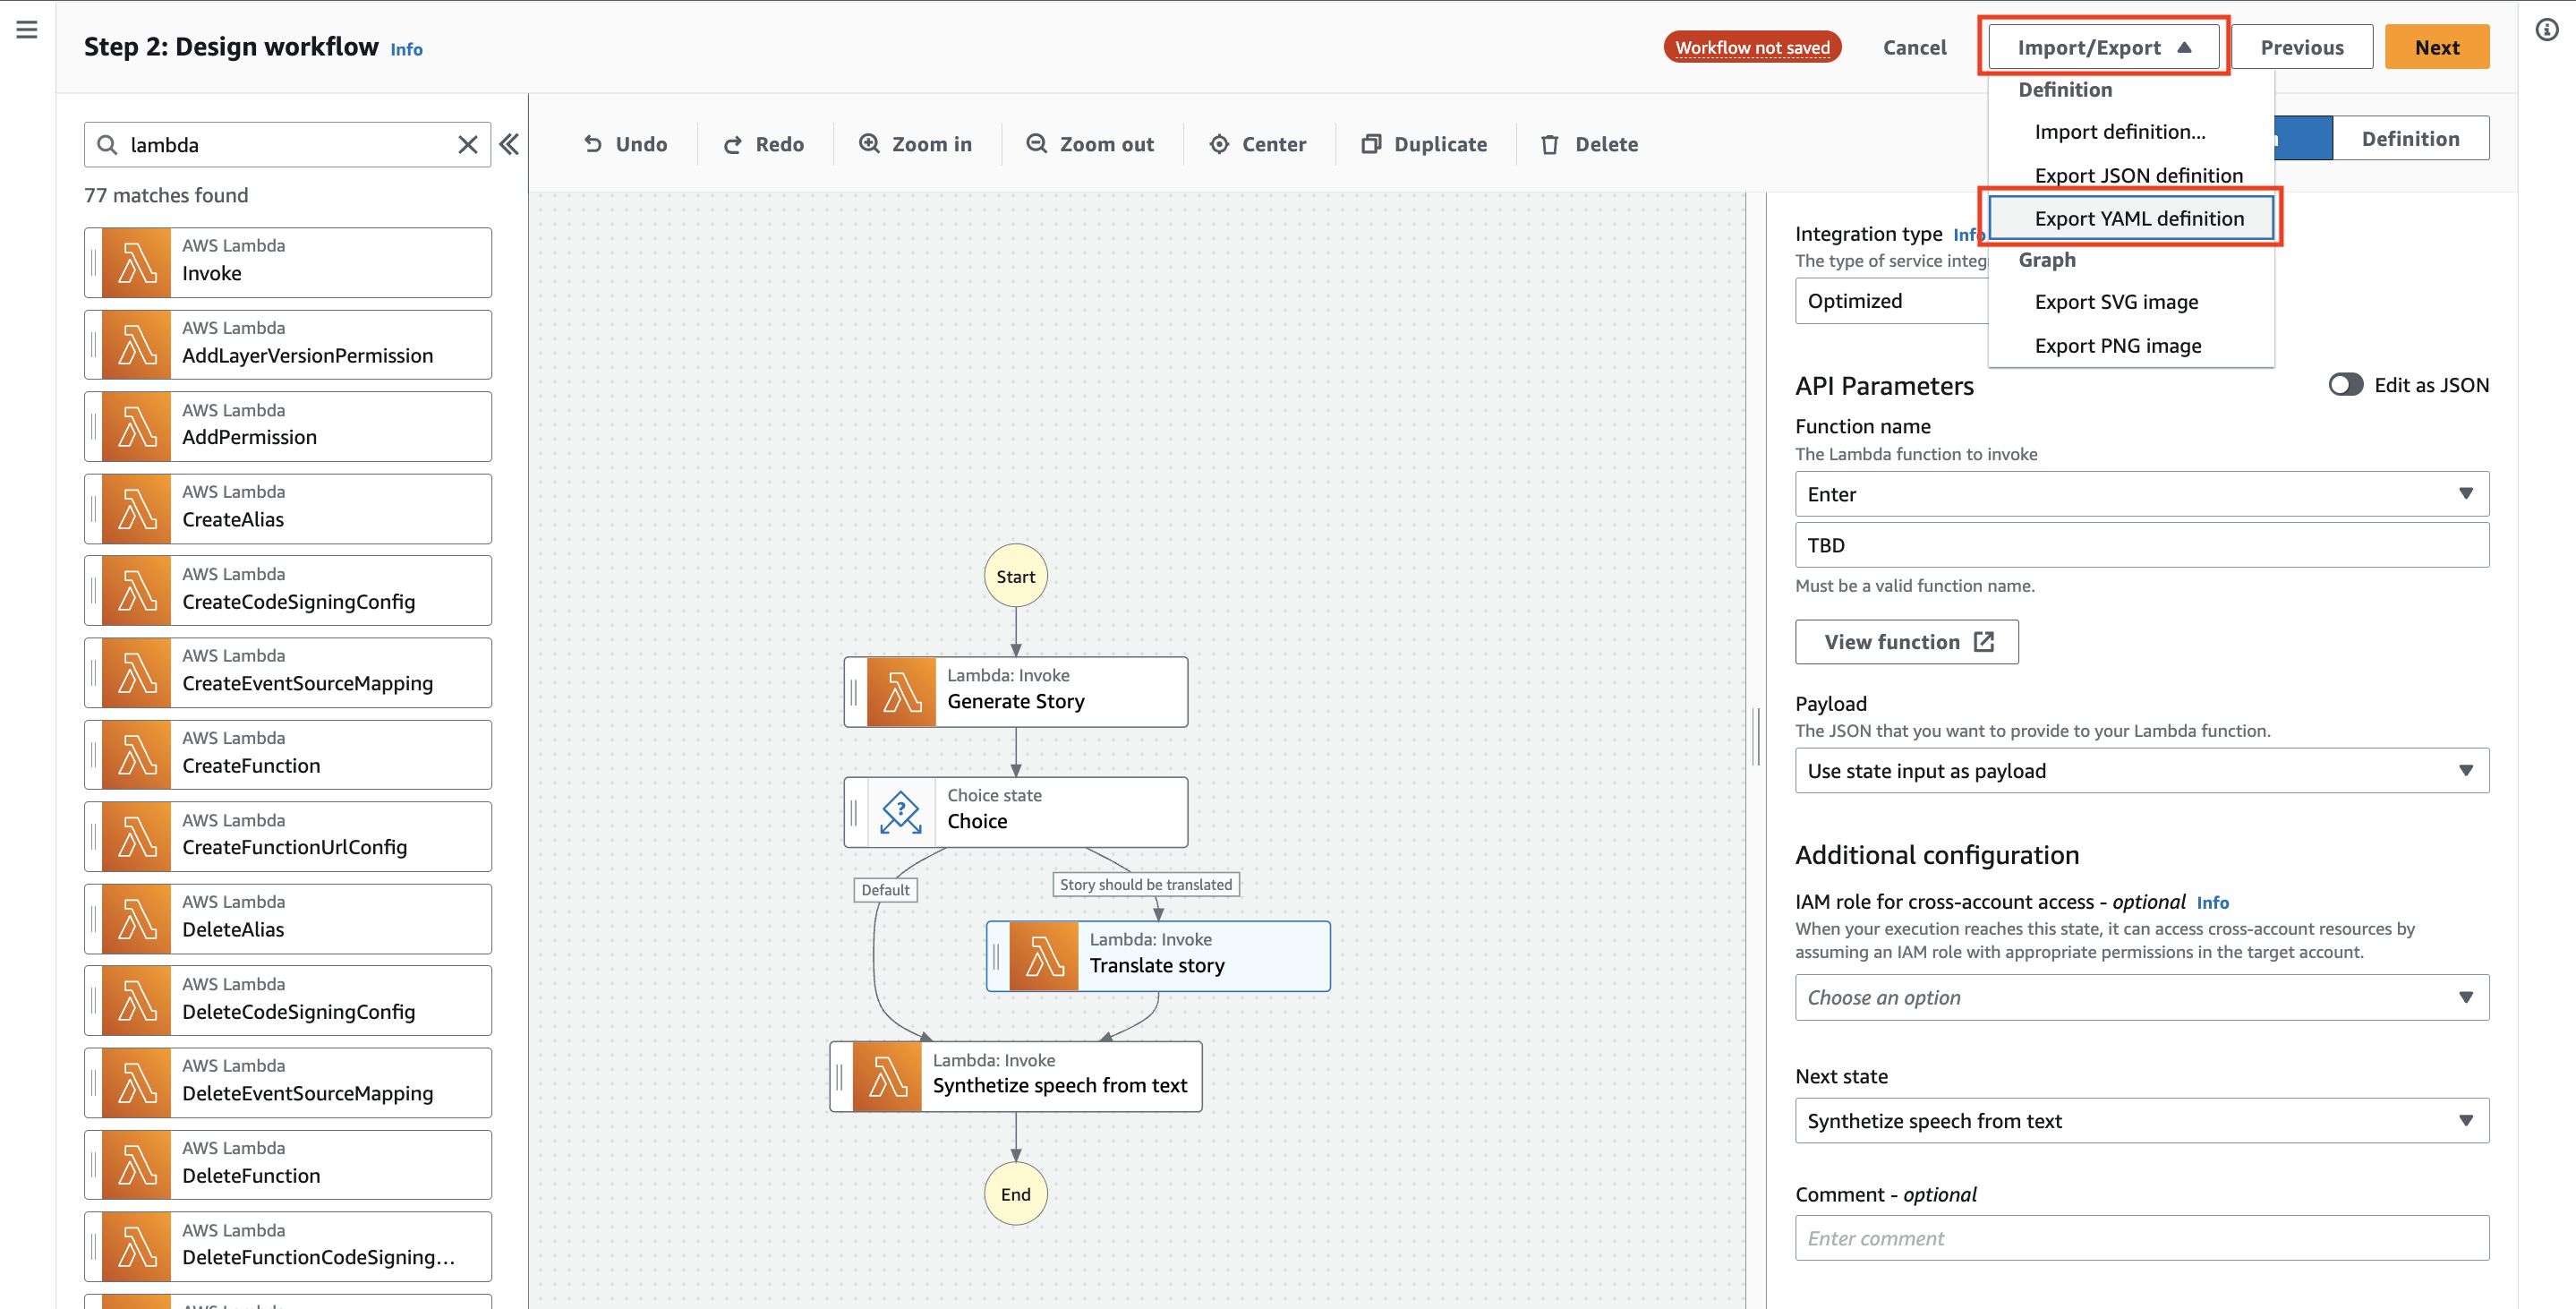 Step 2: Design workflow Info
Workflow not saved
Cancel
Import/Export
Previous
Next
Definition
Import definition...
Export JSON definition
Export YAML definition
Graph
Export SVG image
Export PNG image
Definition
lambda
77 matches found
AWS Lambda
Invoke
AWS Lambda
AddLayerVersionPermission
AWS Lambda
AddPermission
AWS Lambda
CreateAlias
AWS Lambda
CreateCodeSigningConfig
AWS Lambda
CreateEventSourceMapping
AWS Lambda
CreateFunction
AWS Lambda
CreateFunctionUrlConfig
AWS Lambda
DeleteAlias
AWS Lambda
DeleteCodeSigningConfig
AWS Lambda
DeleteEventSourceMapping
AWS Lambda
DeleteFunction
AWS Lambda
DeleteFunctionCodeSigning...
Undo
Redo
Zoom in
Zoom out
Center
Duplicate
Delete
Start
Lambda: Invoke
Generate Story
Choice state
Choice
Default
Story should be translated
Lambda: Invoke
Translate story
Lambda: Invoke
Synthetize speech from text
End
Integration type Info
The type of service integ
Optimized
API Parameters
Edit as JSON
Function name
The Lambda function to invoke
Enter
TBD
Must be a valid function name.
View function
Payload
The JSON that you want to provide to your Lambda function.
Use state input as payload
Additional configuration
IAM role for cross-account access - optional Info
When your execution reaches this state, it can access cross-account resources by
assuming an IAM role with appropriate permissions in the target account.
Choose an option
Next state
Synthetize speech from text
Comment - optional
Enter comment